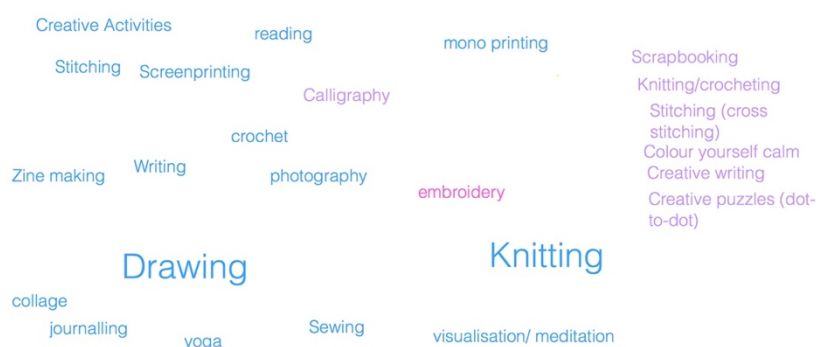 Creative Activities
reading
mono printing
Stitching
Screenprinting
Scrapbooking
Calligraphy
Knitting/crocheting
Stitching (cross
stitching)
crochet
Colour yourself calm
Zine making
Writing
photography
Creative writing
embroidery
Creative puzzles (dot-
to-dot)
Drawing
Knitting
collage
journalling
yoga
Sewing
visualisation/ meditation